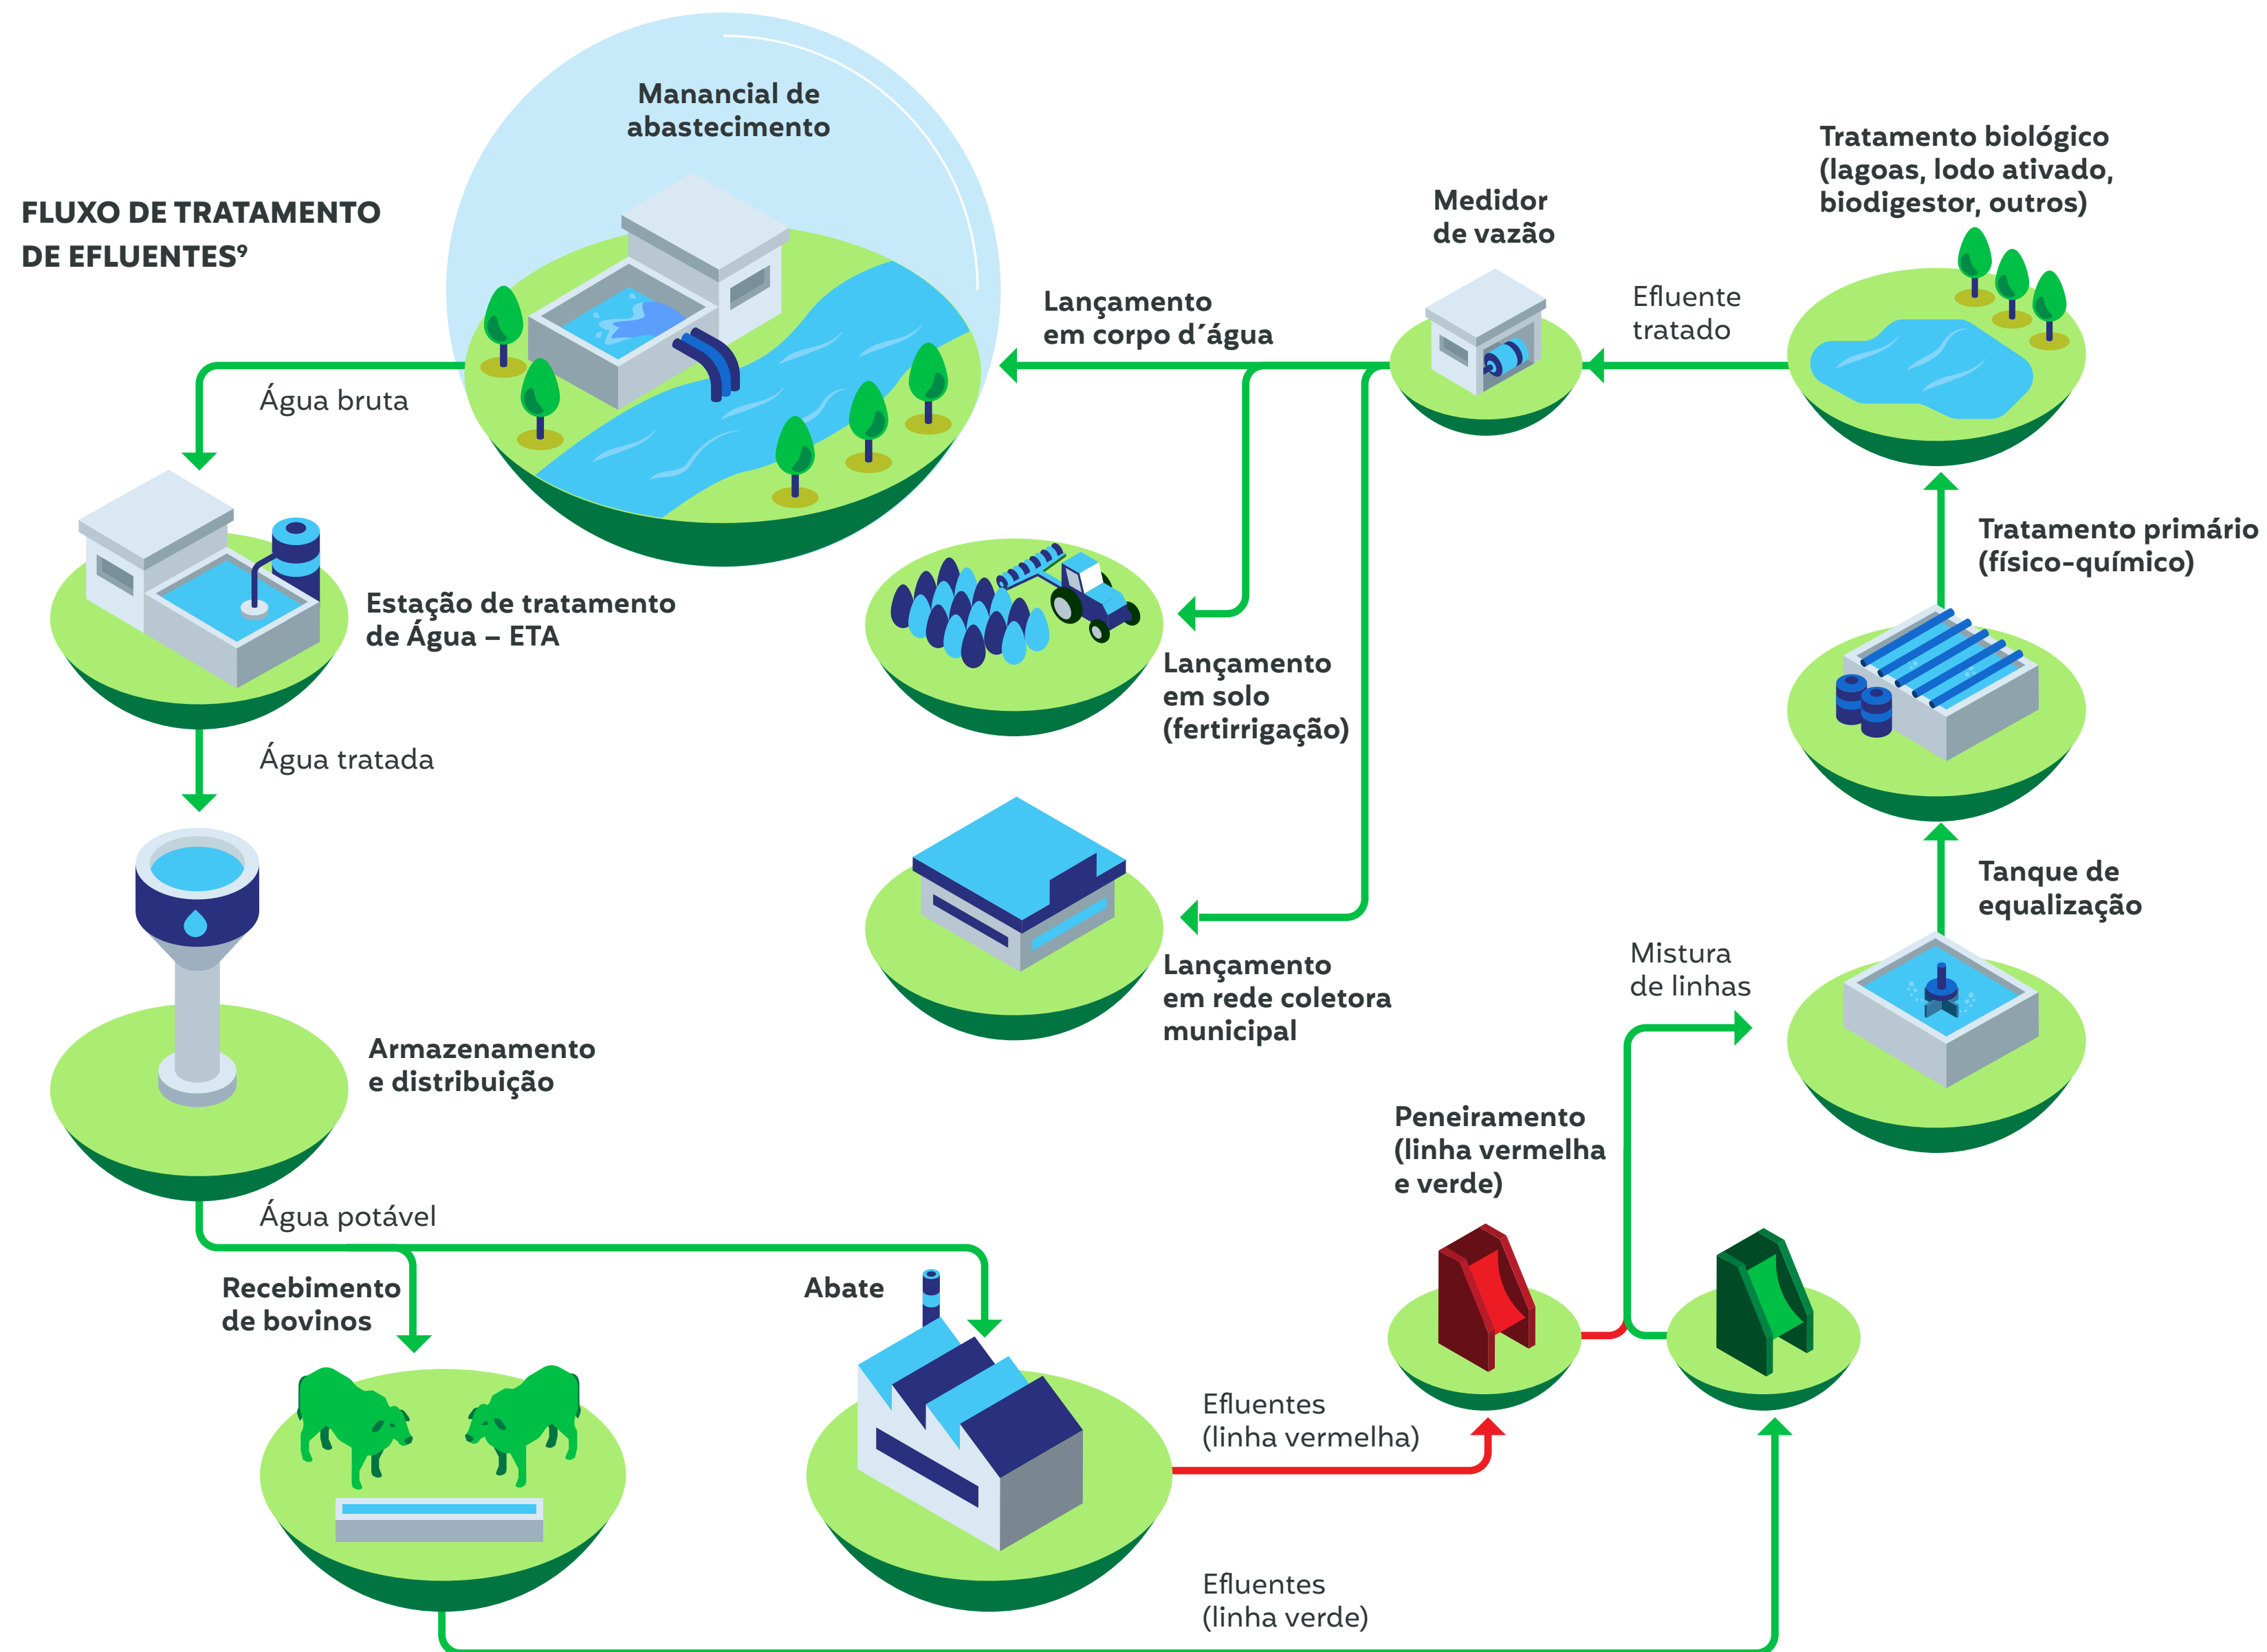 FLUXO DE TRATAMENTO
DE EFLUENTES⁹
Manancial de
abastecimento
Água bruta
Estação de tratamento
de Água – ETA
Água tratada
Armazenamento
e distribuição
Água potável
Recebimento
de bovinos
Abate
Efluentes
(linha vermelha)
Efluentes
(linha verde)
Peneiramento
(linha vermelha
e verde)
Mistura
de linhas
Tanque de
equalização
Tratamento primário
(físico-químico)
Tratamento biológico
(lagoas, lodo ativado,
biodigestor, outros)
Efluente
tratado
Medidor
de vazão
Lançamento
em corpo d´água
Lançamento
em solo
(fertirrigação)
Lançamento
em rede coletora
municipal